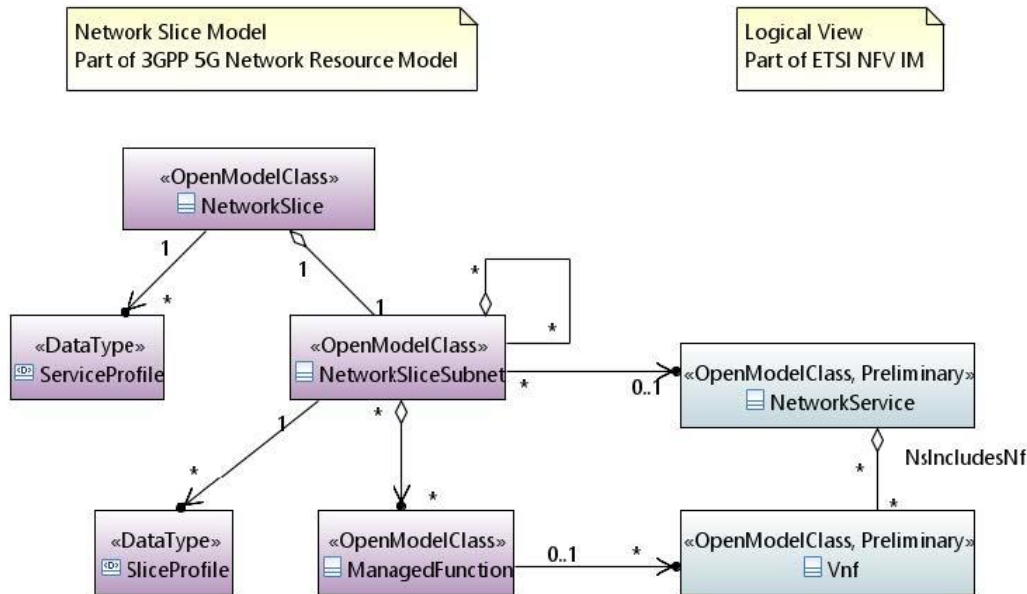 Network Slice Model
Part of 3GPP 5G Network Resource Model
Logical View
Part of ETSI NFV IM
«OpenModelClass»
NetworkSlice
1
1
*
1
*
*
«DataType»
<D> ServiceProfile
«OpenModelClass»
NetworkSliceSubnet
*
0..1
«OpenModelClass, Preliminary»
NetworkService
1
*
*
*
*
NsIncludesNf
*
«DataType»
<D> SliceProfile
«OpenModelClass»
ManagedFunction
0..1
*
«OpenModelClass, Preliminary»
Vnf